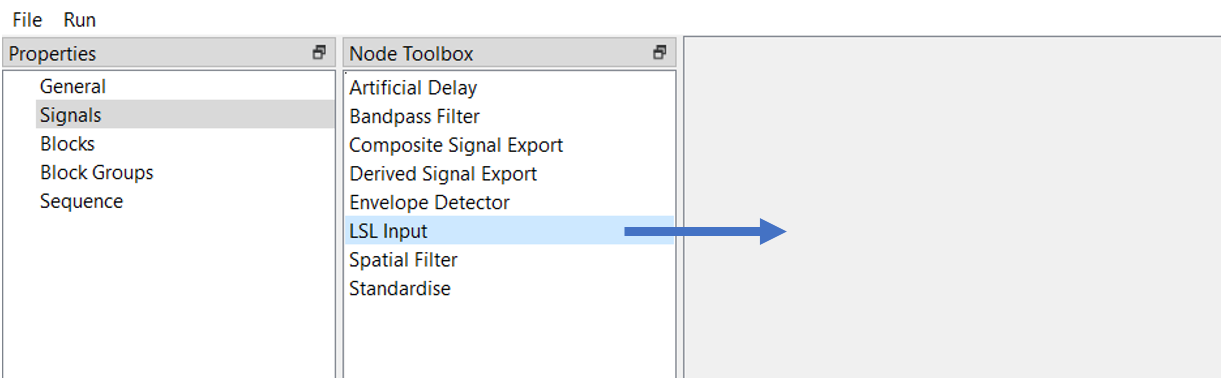 File Run
Properties
General
Signals
Blocks
Block Groups
Sequence
Node Toolbox
Artificial Delay
Bandpass Filter
Composite Signal Export
Derived Signal Export
Envelope Detector
LSL Input
Spatial Filter
Standardise